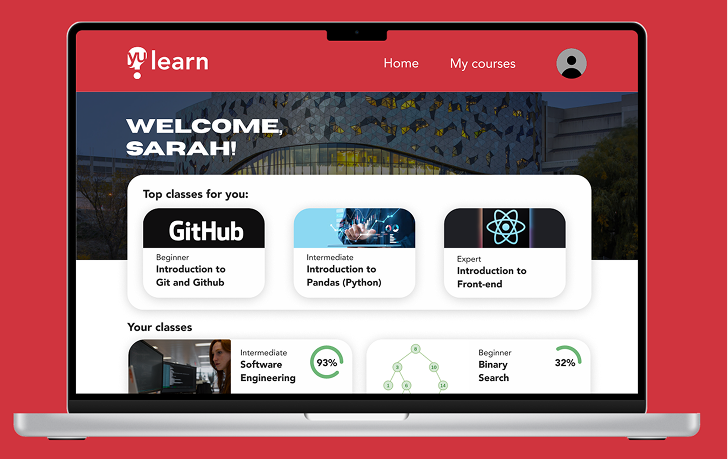 YU learn
Home
My courses
WELCOME,
SARAH!
Top classes for you:
GitHub
Beginner
Introduction to
Git and Github
Intermediate
Introduction to
Pandas (Python)
Expert
Introduction to
Front-end
Your classes
Intermediate
Software
Engineering
93%
8
3
10
1
6
14
Beginner
Binary
Search
32%